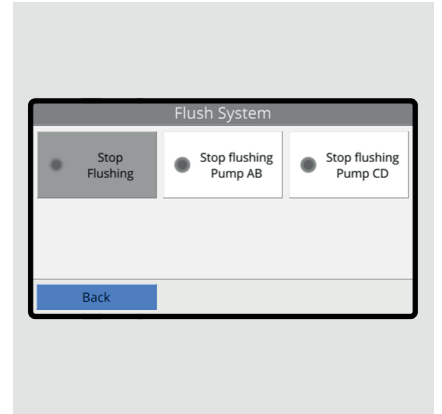 Flush System
Stop
Flushing
Stop flushing
Pump AB
Stop flushing
Pump CD
Back